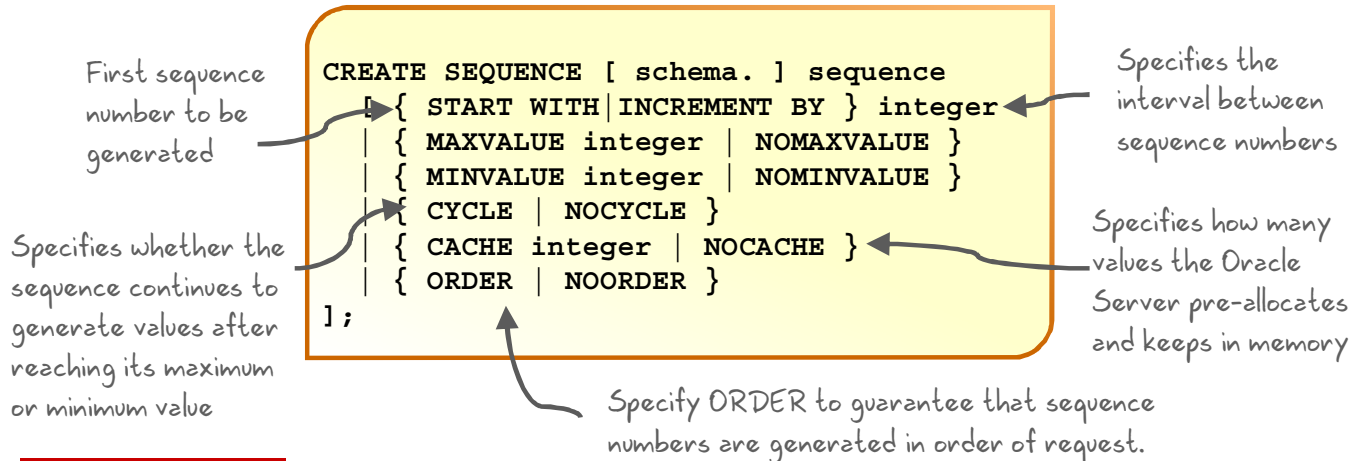 First sequence
number to be
generated
CREATE SEQUENCE [ schema. ] sequence
[ { START WITH|INCREMENT BY } integer
| { MAXVALUE integer | NOMAXVALUE }
| { MINVALUE integer | NOMINVALUE }
| { CYCLE | NOCYCLE }
| { CACHE integer | NOCACHE }
| { ORDER | NOORDER }
];
Specifies the
interval between
sequence numbers
Specifies whether the
sequence continues to
generate values after
reaching its maximum
or minimum value
Specifies how many
values the Oracle
Server pre-allocates
and keeps in memory
Specify ORDER to guarantee that sequence
numbers are generated in order of request.